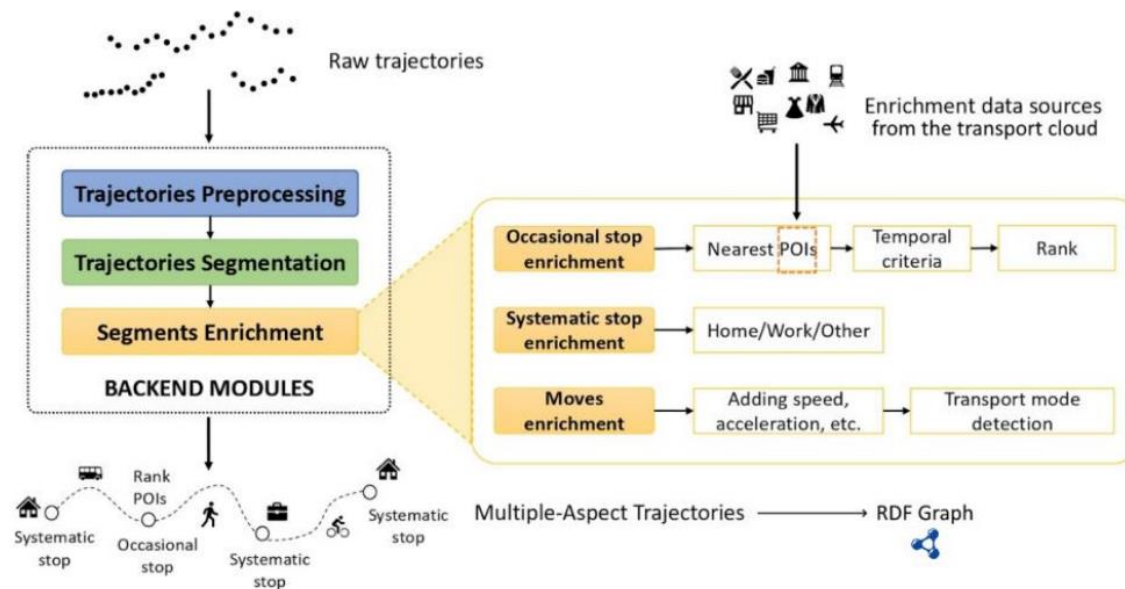 Raw trajectories
Enrichment data sources
from the transport cloud
Trajectories Preprocessing
Trajectories Segmentation
Segments Enrichment
BACKEND MODULES
Occasional stop
enrichment
Nearest POIs
Temporal
criteria
Rank
Systematic stop
enrichment
Home/Work/Other
Moves
enrichment
Adding speed,
acceleration, etc.
Transport mode
detection
Systematic
stop
Rank
POIs
Occasional
stop
Systematic
stop
Systematic
stop
Multiple-Aspect Trajectories
RDF Graph